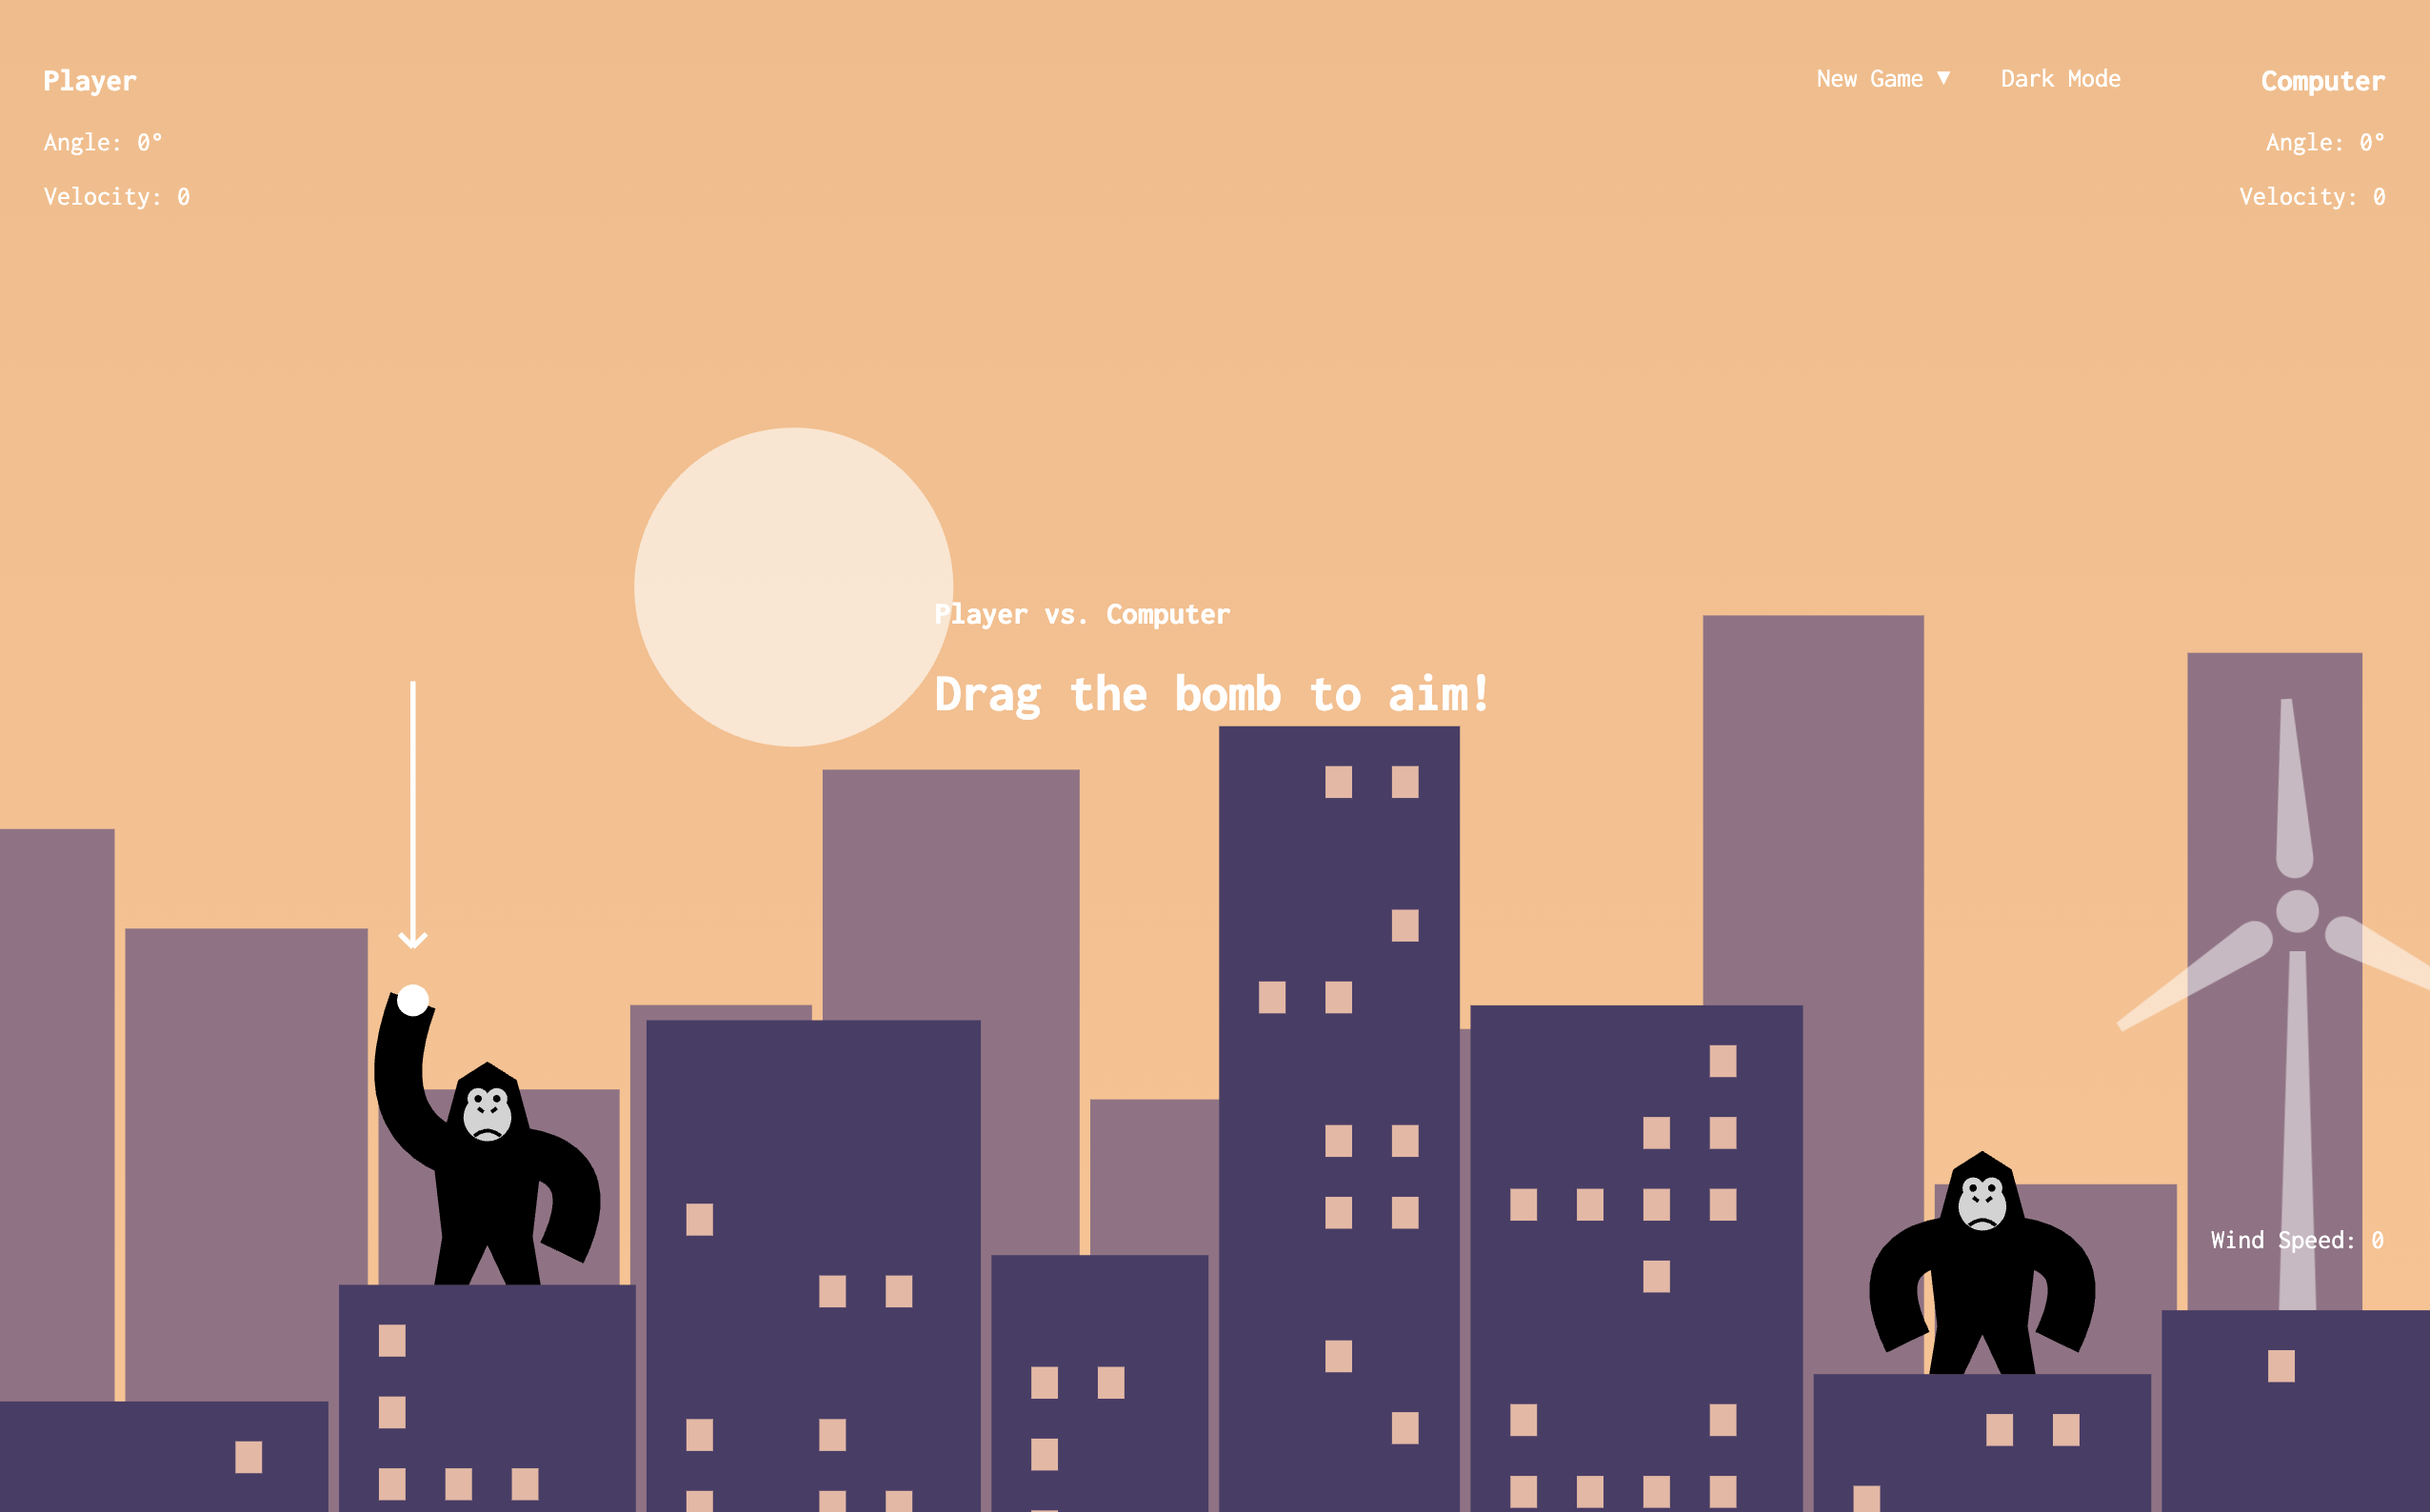 Player
Angle: 0°
Velocity: 0
New Game ▼
Dark Mode
Computer
Angle: 0°
Velocity: 0
Player vs. Computer
Drag the bomb to aim!
Wind Speed: 0